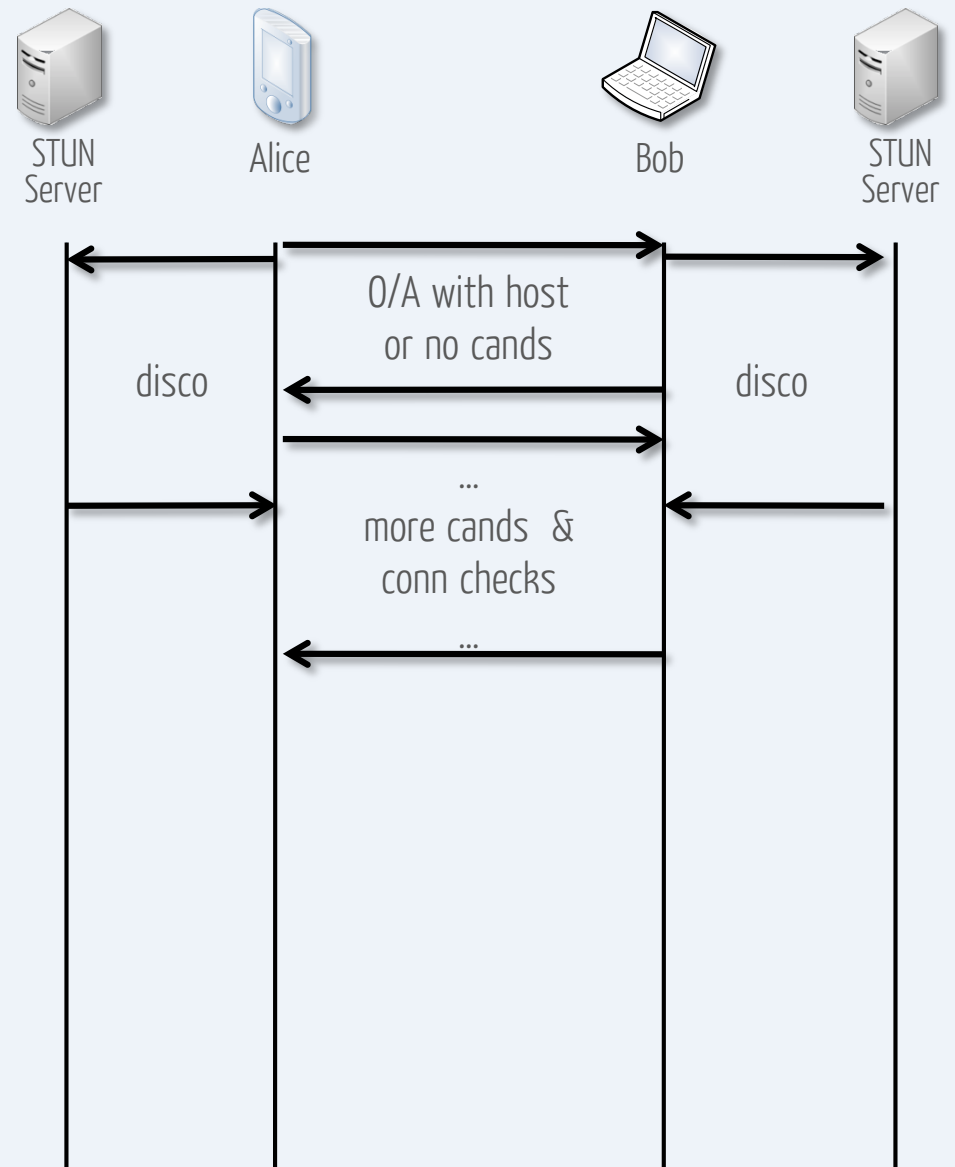 STUN
Server
Alice
Bob
STUN
Server
O/A with host
or no cands
disco
disco
...
more cands & 
conn checks
...